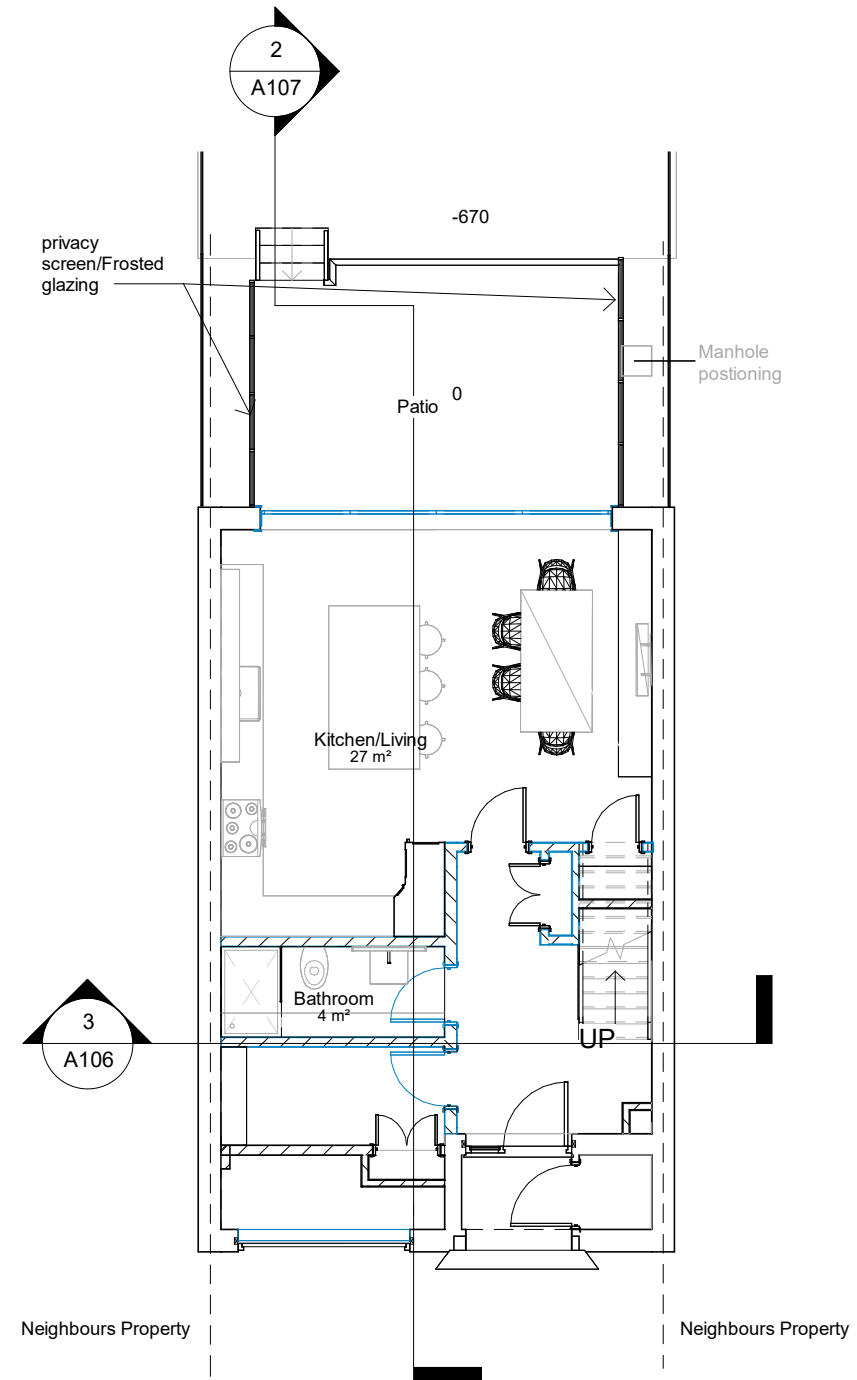 2
A107
-670
privacy
screen/Frosted
glazing
Manhole
postioning
0
Patio
Kitchen/Living
27 m²
Bathroom
4 m²
3
A106
UP
Neighbours Property
Neighbours Property